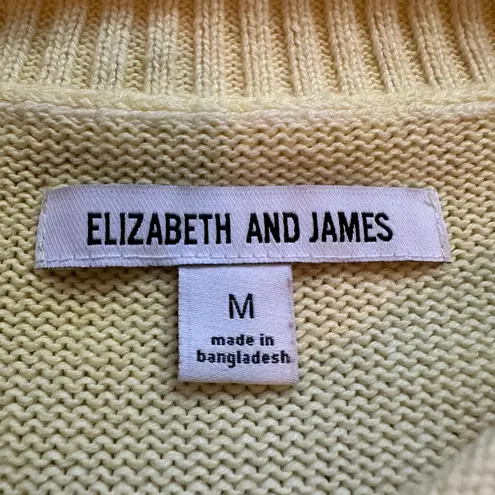 ELIZABETH AND JAMES
M
made in
bangladesh